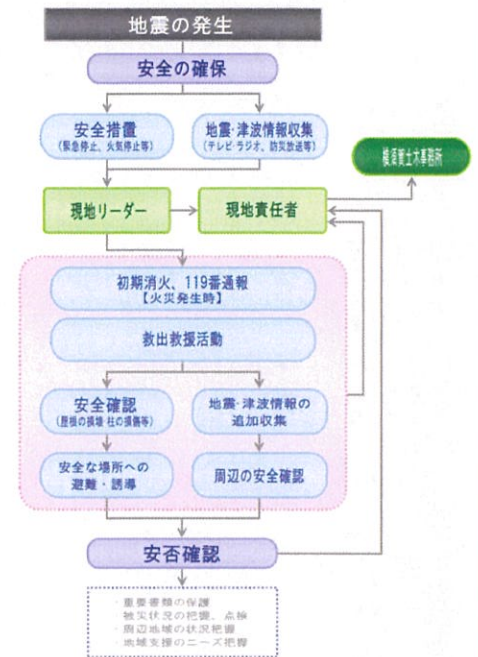 地震の発生
安全の確保
安全措置
(緊急停止、火気停止等)
地震・津波情報収集
(テレビ・ラジオ、防災放送等)
横須賀土木事務所
現地リーダー
現地責任者
初期消火、119番通報
【火災発生時】
救出救援活動
安全確認
(屋根の損壊・柱の損傷等)
地震・津波情報の
追加収集
安全な場所への
避難・誘導
周辺の安全確認
安否確認
・重要書類の保護
・被災状況の把握、点検
・周辺地域の状況把握
・地域支援のニーズ把握